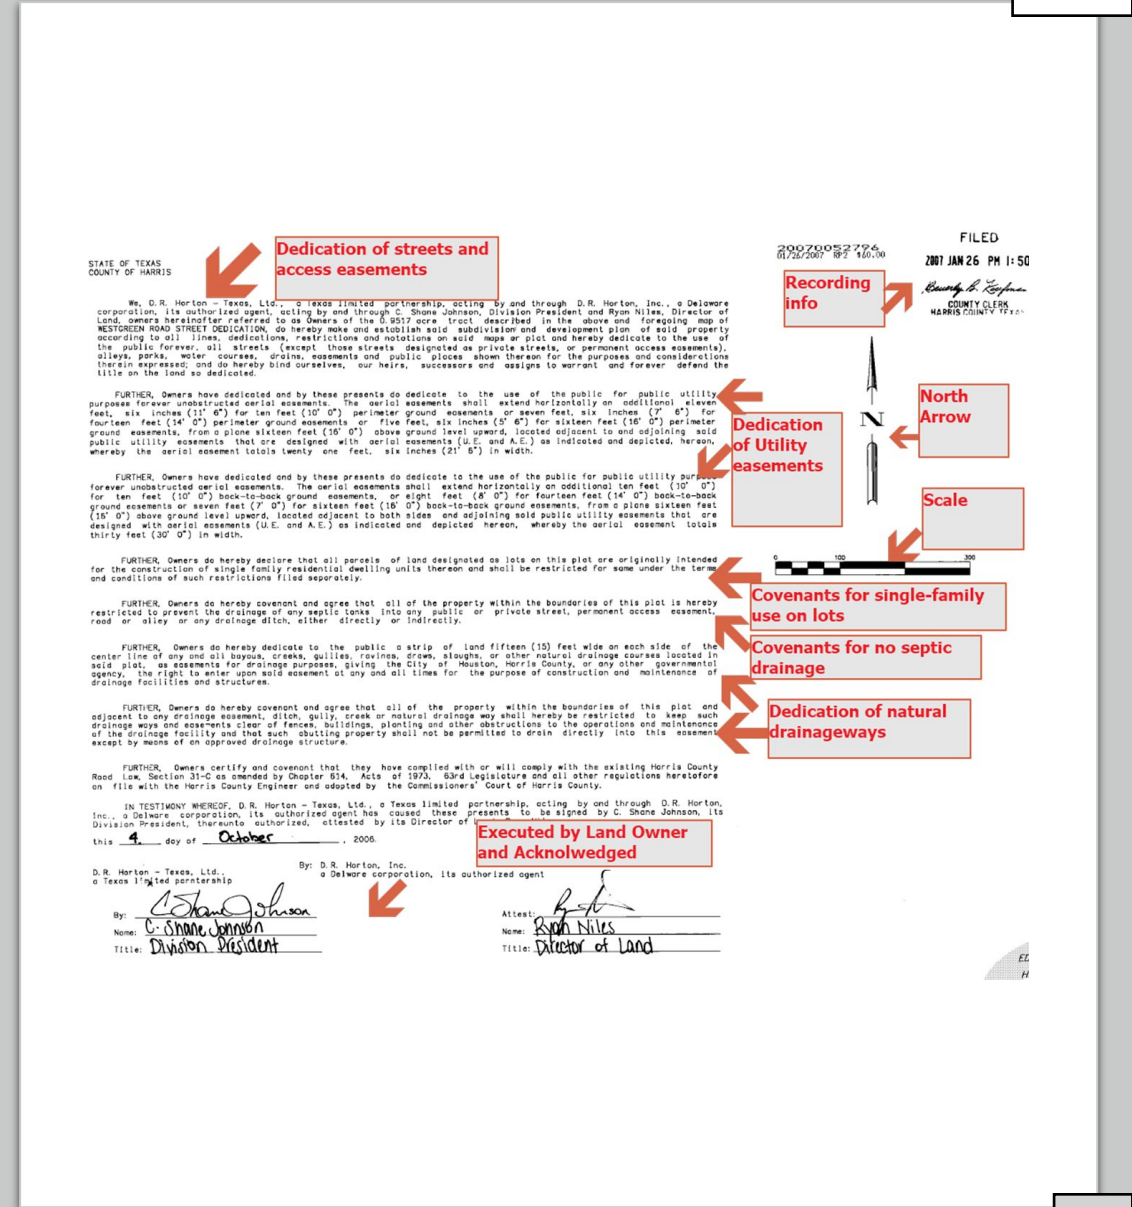 Dedication of streets and
access easements
STATE OF TEXAS
COUNTY OF HARRIS
20070052796
01/26/2007 RP2 $60.00
FILED
2007 JAN 26 PM 1:50
Recording
info
COUNTY CLERK
HARRIS COUNTY TEXAS
We, D.R. Horton - Texas, Ltd., a Texas limited partnership, acting by and through D.R. Horton, Inc., a Delaware
corporation, its authorized agent, acting by and through C. Shane Johnson, Division President and Ryan Niles, Director of
Land, owners hereinafter referred to as Owners of the 0.9517 acre tract described in the above and foregoing map of
WESTGREEN ROAD STREET DEDICATION, do hereby make and establish said subdivision and development plan of said property
according to all lines, dedications, restrictions and notations on said maps or plat and hereby dedicate to the use of
the public forever, all streets (except those streets designated as private streets, or permanent access easements),
alleys, parks, water courses, drains, easements and public places shown thereon for the purposes and considerations
therein expressed; and do hereby bind ourselves, our heirs, successors and assigns to warrant and forever defend the
title on the land so dedicated.
FURTHER, Owners have dedicated and by these presents do dedicate to the use of the public for public utility
purposes forever unobstructed aerial easements. The aerial easements shall extend horizontally an additional eleven
feet, six inches (11' 6") for ten feet (10' 0") perimeter ground easements or seven feet, six inches (7' 6") for
fourteen feet (14' 0") perimeter ground easements or five feet, six inches (5' 6") for sixteen feet (16' 0") perimeter
ground easements, from a plane sixteen feet (16' 0") above ground level upward, located adjacent to and adjoining said
public utility easements that are designed with aerial easements (U.E. and A.E.) as indicated and depicted, hereon,
whereby the aerial easement totals twenty one feet, six inches (21' 6") in width.
North
Arrow
N
Dedication
of Utility
easements
FURTHER, Owners have dedicated and by these presents do dedicate to the use of the public for public utility purpose
forever unobstructed aerial easements. The aerial easements shall extend horizontally an additional ten feet (10' 0")
for ten feet (10' 0") back-to-back ground easements, or eight feet (8' 0") for fourteen feet (14' 0") back-to-back
ground easements or seven feet (7' 0") for sixteen feet (16' 0") back-to-back ground easements, from a plane sixteen feet
(16' 0") above ground level upward, located adjacent to both sides and adjoining said public utility easements that are
designed with aerial easements (U.E. and A.E.) as indicated and depicted hereon, whereby the aerial easement totals
thirty feet (30' 0") in width.
Scale
0 100 300
FURTHER, Owners do hereby declare that all parcels of land designated as lots on this plat are originally intended
for the construction of single family residential dwelling units thereon and shall be restricted for same under the terms
and conditions of such restrictions filed separately.
Covenants for single-family
use on lots
FURTHER, Owners do hereby covenant and agree that all of the property within the boundaries of this plat is hereby
restricted to prevent the drainage of any septic tanks into any public or private street, permanent access easement,
road or alley or any drainage ditch, either directly or indirectly.
Covenants for no septic
drainage
FURTHER, Owners do hereby dedicate to the public a strip of land fifteen (15) feet wide on each side of the
center line of any and all bayous, creeks, gullies, ravines, draws, sloughs, or other natural drainage courses located in
said plat, as easements for drainage purposes, giving the City of Houston, Harris County, or any other governmental
agency, the right to enter upon said easement at any and all times for the purpose of construction and maintenance of
drainage facilities and structures.
Dedication of natural
drainageways
FURTHER, Owners do hereby covenant and agree that all of the property within the boundaries of this plat and
adjacent to any drainage easement, ditch, gully, creek or natural drainage way shall hereby be restricted to keep such
drainage ways and easements clear of fences, buildings, planting and other obstructions to the operations and maintenance
of the drainage facility and that such abutting property shall not be permitted to drain directly into this easement
except by means of an approved drainage structure.
FURTHER, Owners certify and covenant that they have complied with or will comply with the existing Harris County
Road Law, Section 31-C as amended by Chapter 614, Acts of 1973, 63rd Legislature and all other regulations heretofore
on file with the Harris County Engineer and adopted by the Commissioners' Court of Harris County.
IN TESTIMONY WHEREOF, D.R. Horton - Texas, Ltd., a Texas limited partnership, acting by and through D.R. Horton,
Inc., a Delaware corporation, its authorized agent has caused these presents to be signed by C. Shane Johnson, its
Division President, thereunto authorized, attested by its Director of
Executed by Land Owner
and Acknolwedged
this 4 day of October, 2006.
D.R. Horton - Texas, Ltd.,
a Texas limited parntership
By: D.R. Horton, Inc.
a Delaware corporation, its authorized agent
By: C Shane Johnson
Name: C. Shane Johnson
Title: Division President
Attest:
Name: Ryan Niles
Title: Director of Land
ED
H.